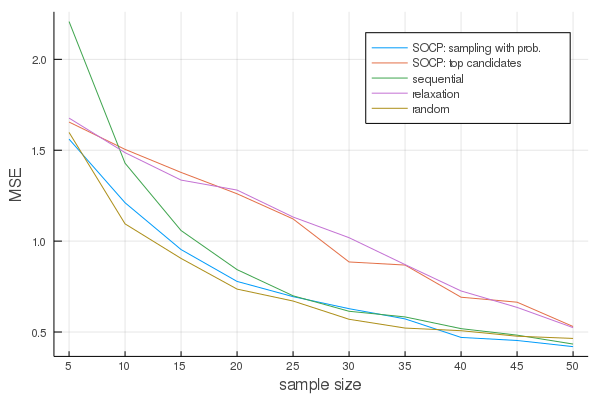 SOCP: sampling with prob.
SOCP: top candidates
sequential
relaxation
random
MSE
2.0
1.5
1.0
0.5
5 10 15 20 25 30 35 40 45 50
sample size